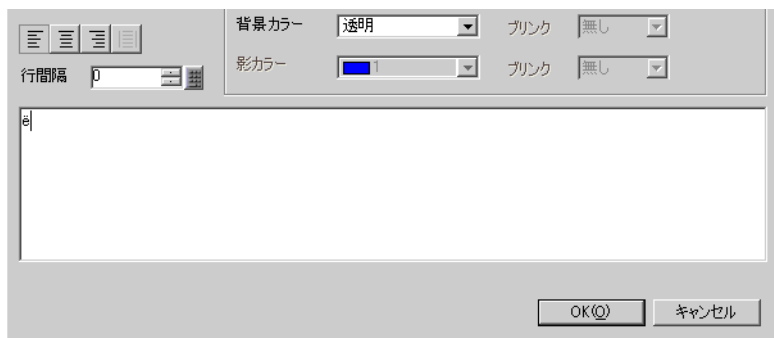 背景カラー 透明 ブリンク 無し
影カラー 1 ブリンク 無し
行間隔 0
ë
OK(O) キャンセル